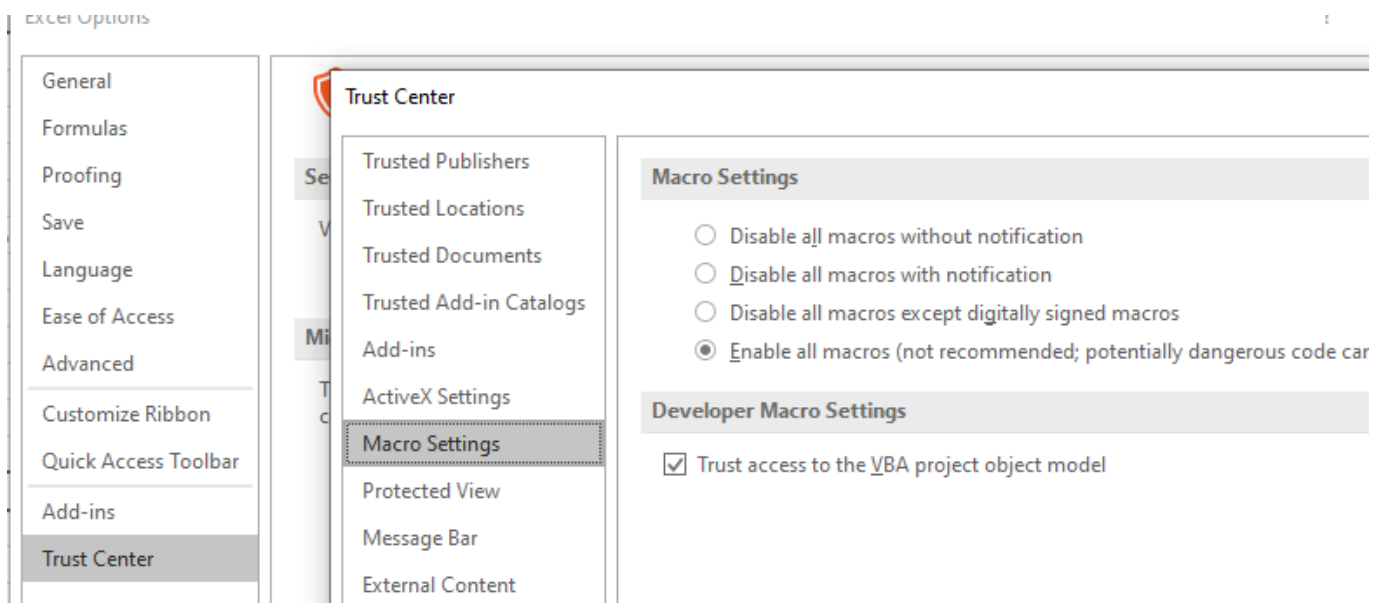 Excel Options
General
Formulas
Proofing
Save
Language
Ease of Access
Advanced
Customize Ribbon
Quick Access Toolbar
Add-ins
Trust Center
Se
V
Mi
T
c
Trust Center
Trusted Publishers
Trusted Locations
Trusted Documents
Trusted Add-in Catalogs
Add-ins
ActiveX Settings
Macro Settings
Protected View
Message Bar
External Content
Macro Settings
Disable all macros without notification
Disable all macros with notification
Disable all macros except digitally signed macros
Enable all macros (not recommended; potentially dangerous code can
Developer Macro Settings
Trust access to the VBA project object model